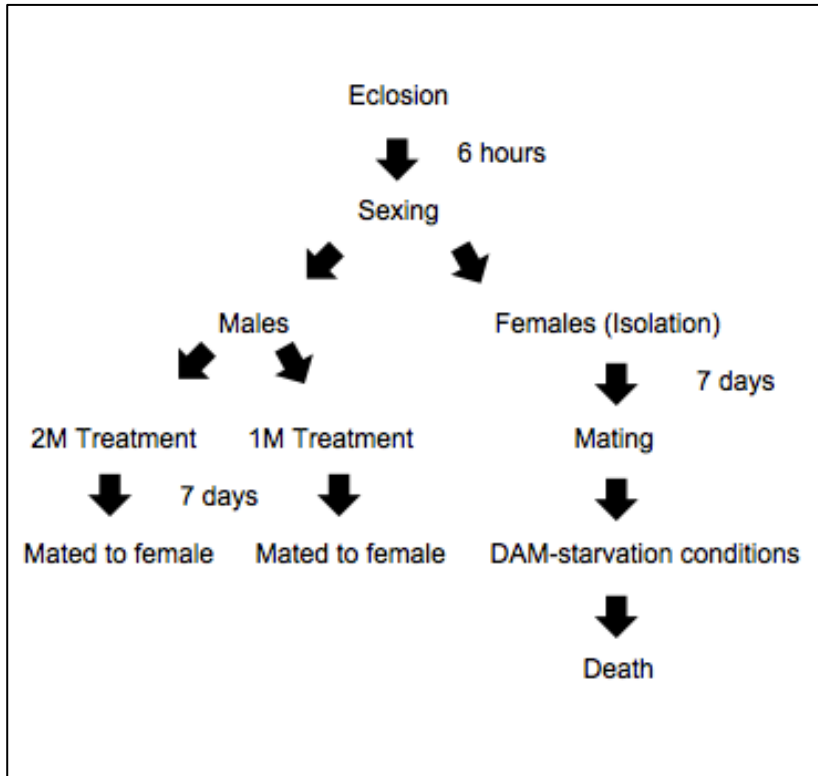 Eclosion
6 hours
Sexing
Males
Females (Isolation)
7 days
2M Treatment
1M Treatment
Mating
7 days
Mated to female
Mated to female
DAM-starvation conditions
Death